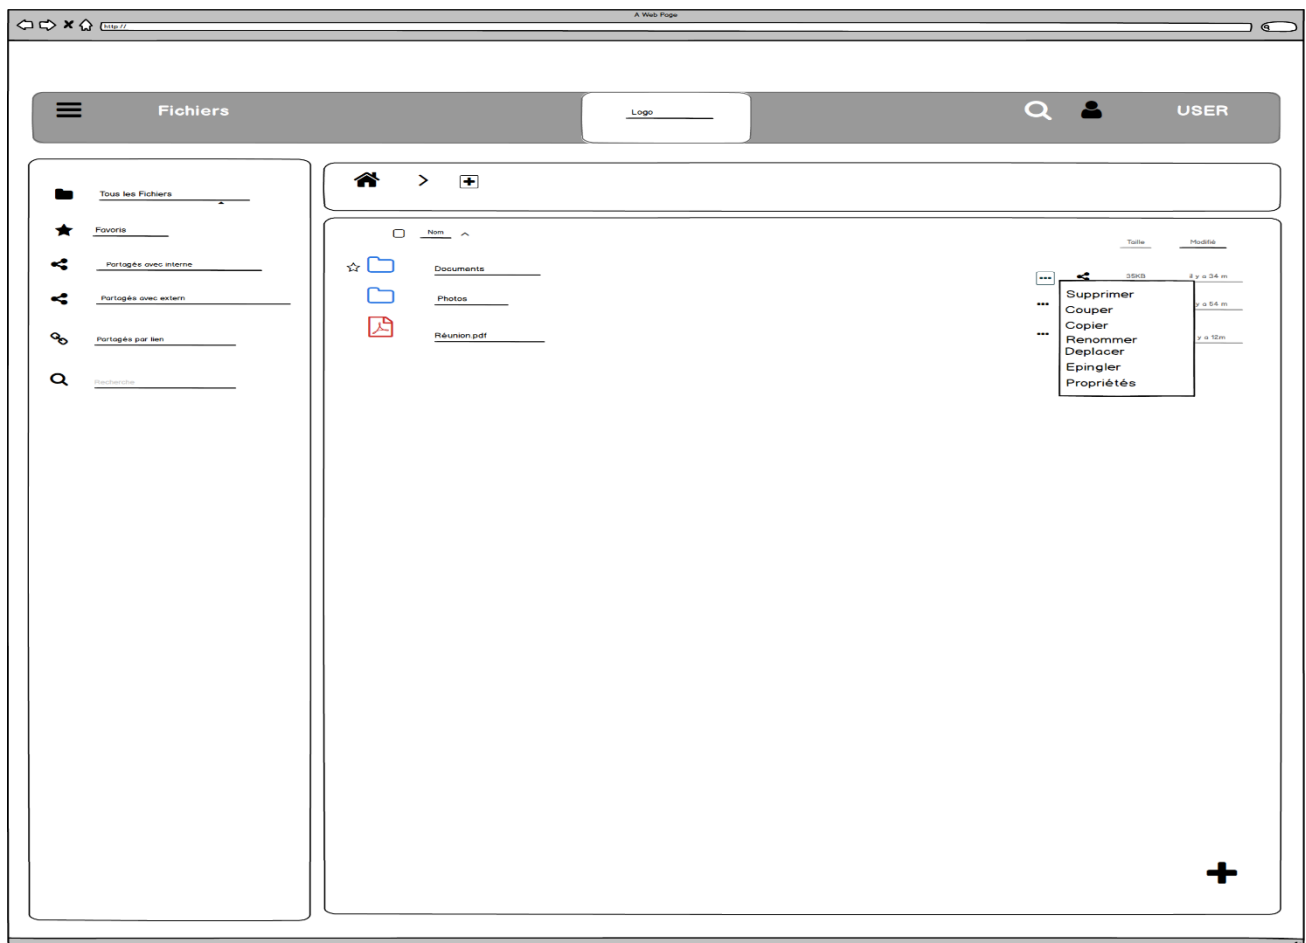 A Web Page
http://
Fichiers
Logo
USER
Tous les Fichiers
Favoris
Partagés avec interne
Partagés avec extern
Partagés par lien
Recherche
Nom
Taille
Modifié
Documents
35KB
il y a 34 m
Photos
y a 54 m
Réunion.pdf
y a 12m
Supprimer
Couper
Copier
Renommer
Deplacer
Epingler
Propriétés